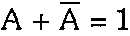 A + A̅ = 1